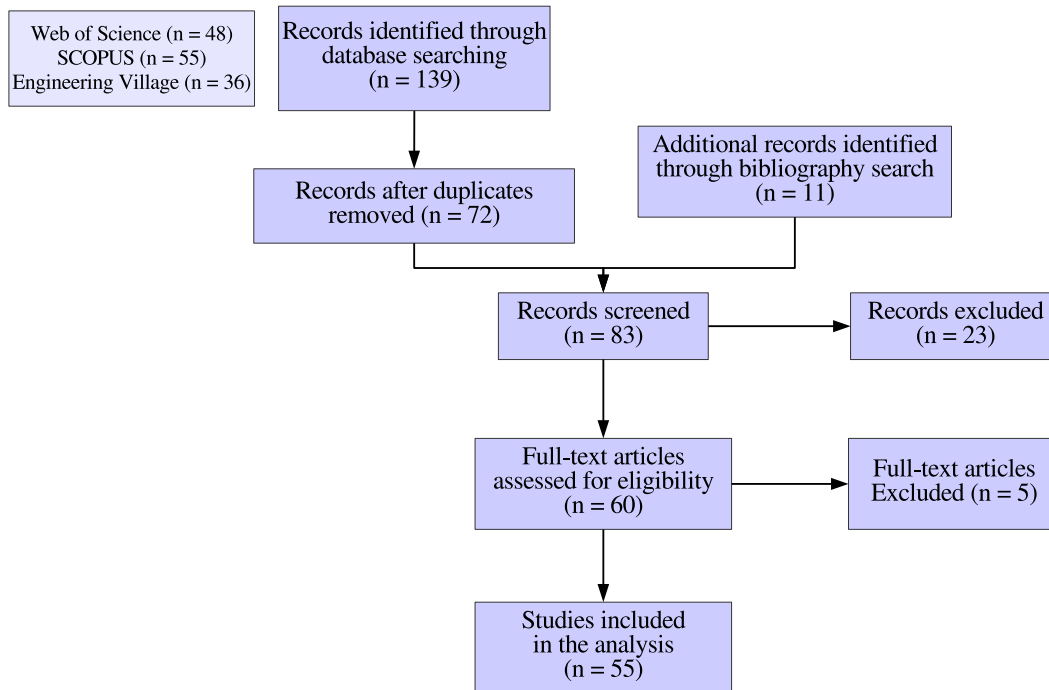 Web of Science (n = 48)
SCOPUS (n = 55)
Engineering Village (n = 36)
Records identified through
database searching
(n = 139)
Additional records identified
through bibliography search
(n = 11)
Records after duplicates
removed (n = 72)
Records screened
(n = 83)
Records excluded
(n = 23)
Full-text articles
assessed for eligibility
(n = 60)
Full-text articles
Excluded (n = 5)
Studies included
in the analysis
(n = 55)